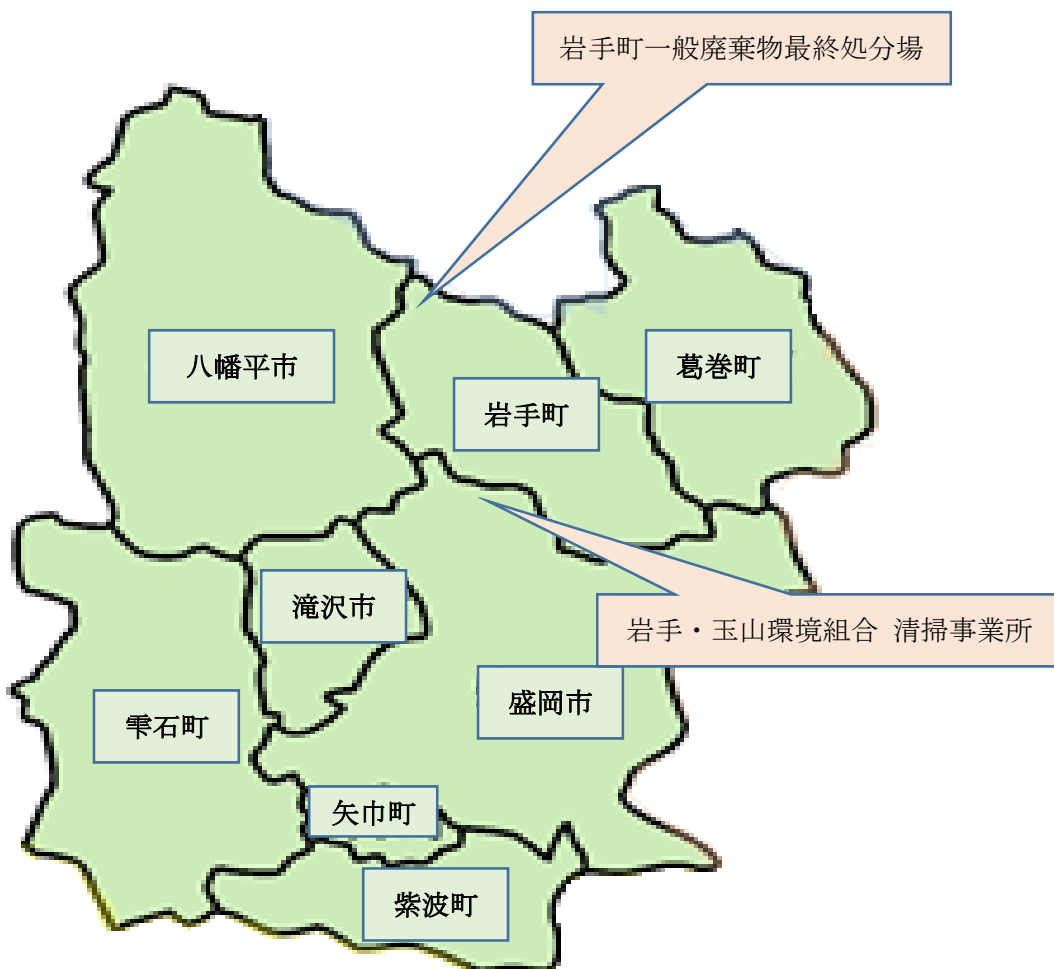 岩手町一般廃棄物最終処分場
八幡平市
葛巻町
岩手町
滝沢市
岩手・玉山環境組合 清掃事業所
盛岡市
雫石町
矢巾町
紫波町